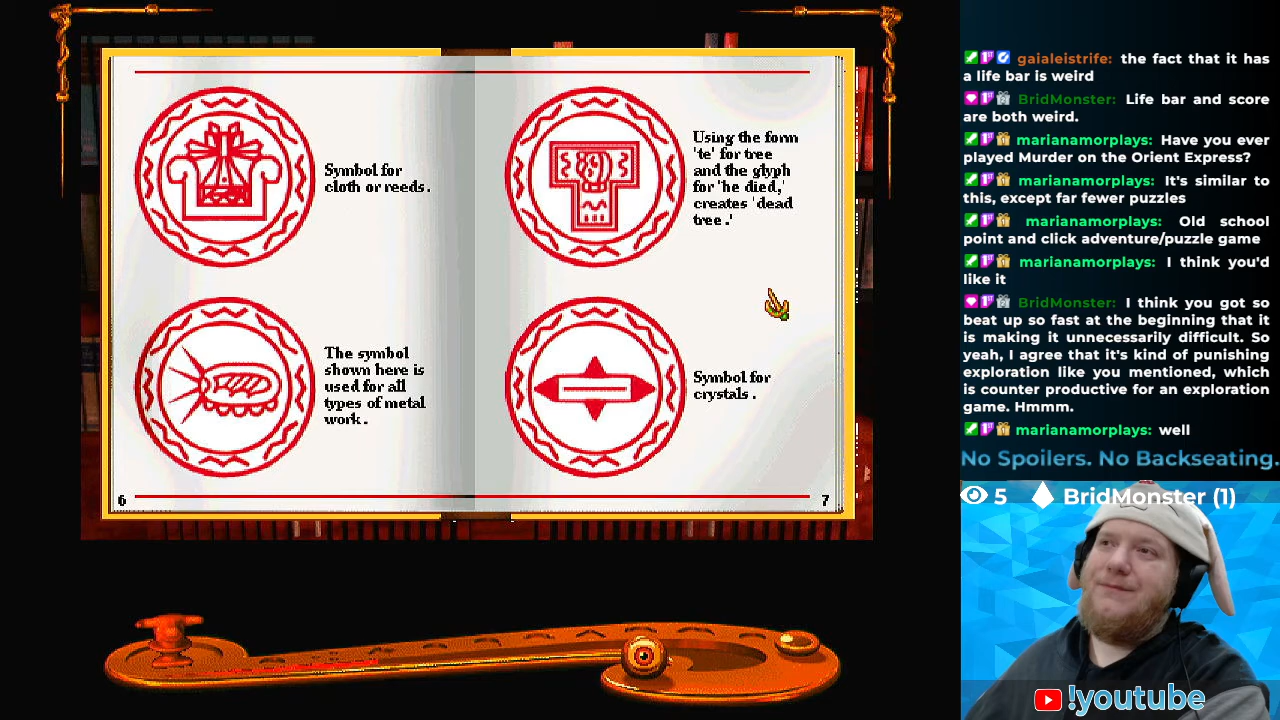 Symbol for
cloth or reeds.
The symbol
shown here is
used for all
types of metal
work.
6
Using the form
'te' for tree
and the glyph
for 'he died,'
creates 'dead
tree.'
Symbol for
crystals.
7
gaialeistrife: the fact that it has
a life bar is weird
BridMonster: Life bar and score
are both weird.
marianamorplays: Have you ever
played Murder on the Orient Express?
marianamorplays: It's similar to
this, except far fewer puzzles
marianamorplays: Old school
point and click adventure/puzzle game
marianamorplays: I think you'd
like it
BridMonster: I think you got so
beat up so fast at the beginning that it
is making it unnecessarily difficult. So
yeah, I agree that it's kind of punishing
exploration like you mentioned, which
is counter productive for an exploration
game. Hmmm.
marianamorplays: well
No Spoilers. No Backseating.
5 BridMonster (1)
!youtube